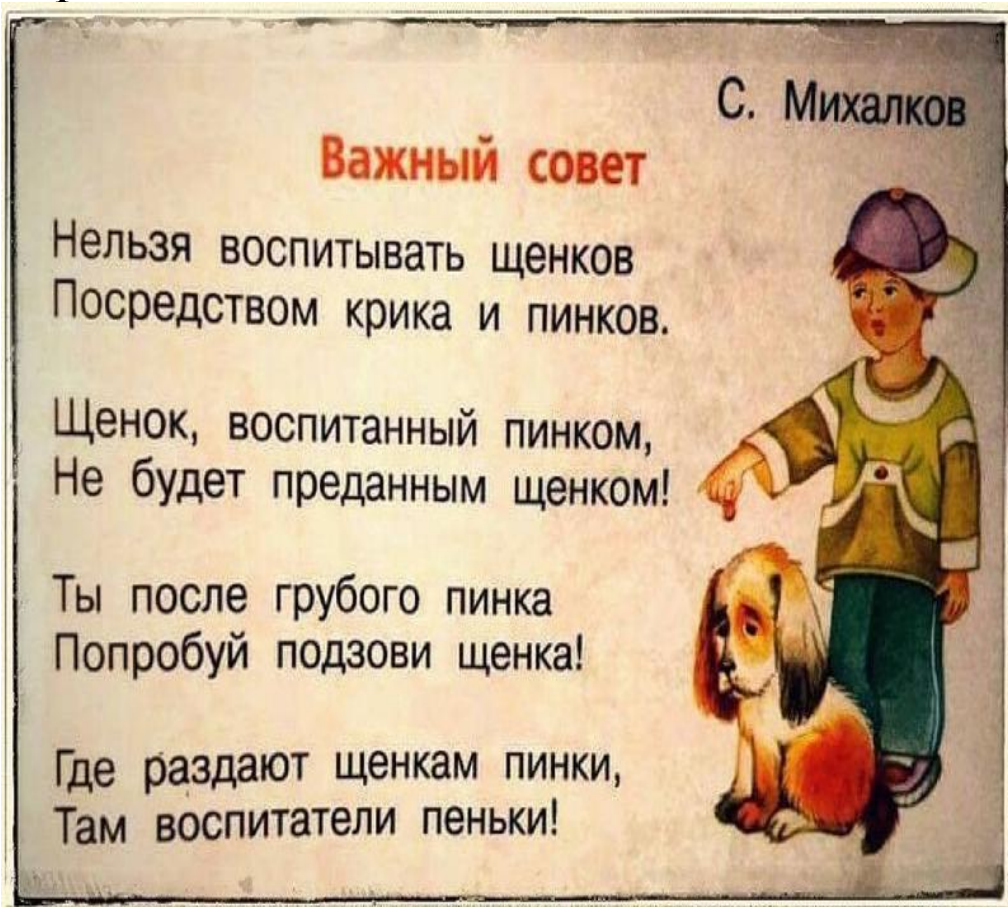 С. Михалков
Важный совет
Нельзя воспитывать щенков
Посредством крика и пинков.
Щенок, воспитанный пинком,
Не будет преданным щенком!
Ты после грубого пинка
Попробуй подзови щенка!
Где раздают щенкам пинки,
Там воспитатели пеньки!